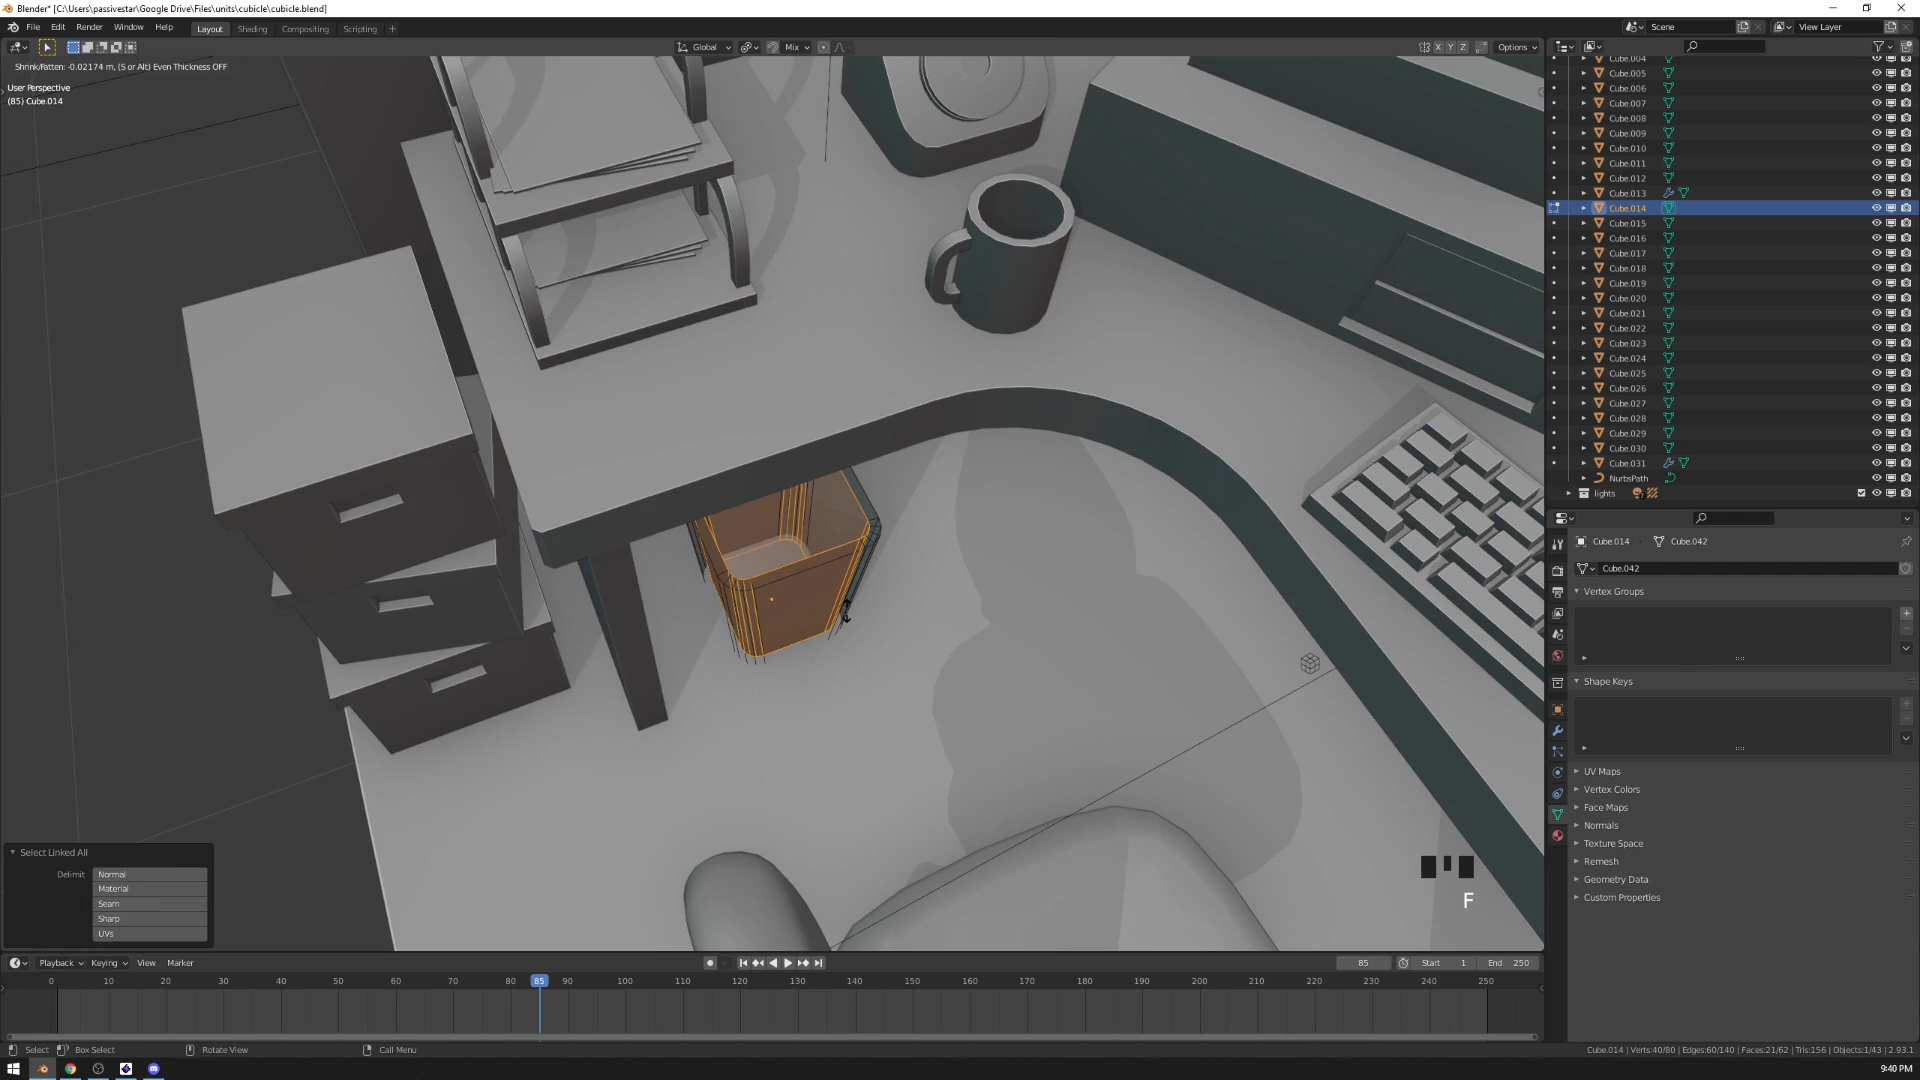 Blender* [C:\Users\passivestar\Google Drive\Files\units\cubicle\cubicle.blend]
File Edit Render Window Help Layout Shading Compositing Scripting + Scene View Layer
Global Mix X Y Z Options
Shrink/Fatten: -0.02174 m, (S or Alt) Even Thickness OFF
User Perspective
(85) Cube.014
Cube.004
Cube.005
Cube.006
Cube.007
Cube.008
Cube.009
Cube.010
Cube.011
Cube.012
Cube.013
Cube.014
Cube.015
Cube.016
Cube.017
Cube.018
Cube.019
Cube.020
Cube.021
Cube.022
Cube.023
Cube.024
Cube.025
Cube.026
Cube.027
Cube.028
Cube.029
Cube.030
Cube.031
NurbsPath
lights
Cube.014 Cube.042
Cube.042
Vertex Groups
Shape Keys
UV Maps
Vertex Colors
Face Maps
Normals
Texture Space
Remesh
Geometry Data
Custom Properties
F
Select Linked All
Delimit Normal
Material
Seam
Sharp
UVs
Playback Keying View Marker 85 Start 1 End 250
0 10 20 30 40 50 60 70 80 85 90 100 110 120 130 140 150 160 170 180 190 200 210 220 230 240 250
Select Box Select Rotate View Call Menu Cube.014 | Verts:40/80 | Edges:60/140 | Faces:21/62 | Tris:156 | Objects:1/43 | 2.93.1
9:40 PM